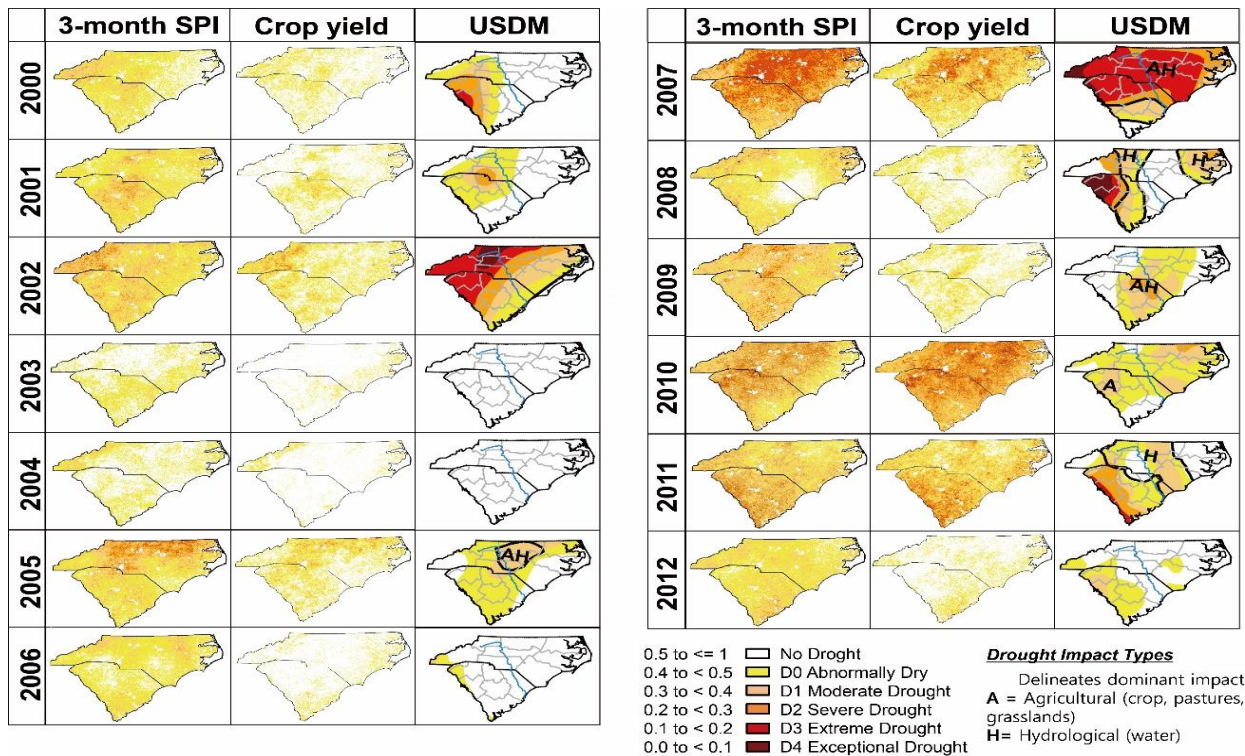 3-month SPI Crop yield USDM
2000
2001
2002
2003
2004
2005
AH
2006
3-month SPI Crop yield USDM
2007
AH
2008
H H
2009
AH
2010
A
2011
H
2012
0.5 to <= 1 No Droght
0.4 to < 0.5 D0 Abnormally Dry
0.3 to < 0.4 D1 Moderate Drought
0.2 to < 0.3 D2 Severe Drought
0.1 to < 0.2 D3 Extreme Drought
0.0 to < 0.1 D4 Exceptional Drought
Drought Impact Types
Delineates dominant impact
A = Agricultural (crop, pastures,
grasslands)
H= Hydrological (water)